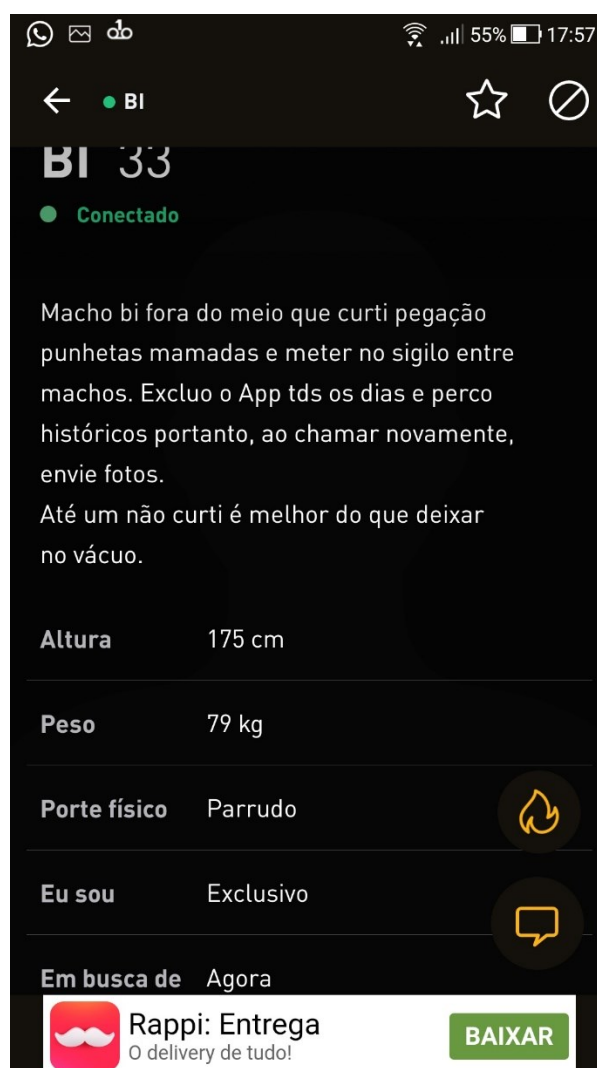 55% 17:57
BI
BI 33
Conectado
Macho bi fora do meio que curti pegação
punhetas mamadas e meter no sigilo entre
machos. Excluo o App tds os dias e perco
históricos portanto, ao chamar novamente,
envie fotos.
Até um não curti é melhor do que deixar
no vácuo.
Altura 175 cm
Peso 79 kg
Porte físico Parrudo
Eu sou Exclusivo
Em busca de Agora
Rappi: Entrega
O delivery de tudo!
BAIXAR